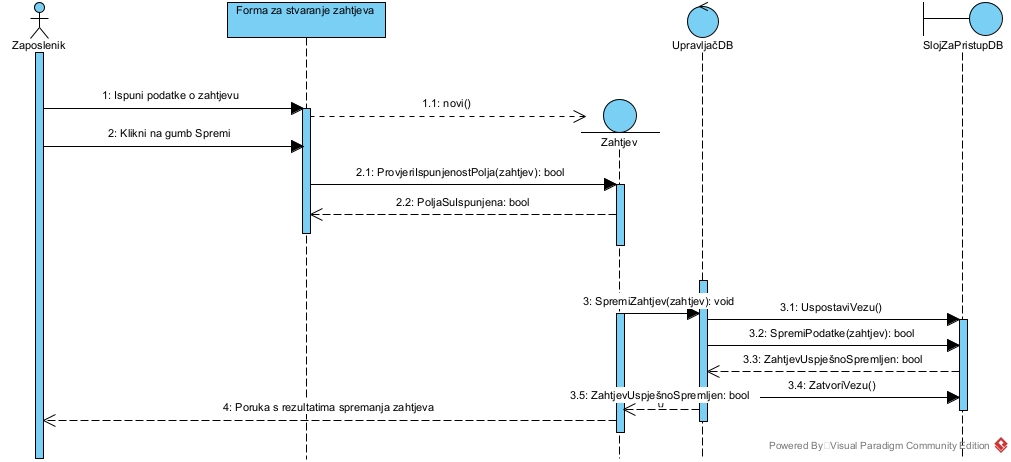 Forma za stvaranje zahtjeva
Zaposlenik
UpravljačDB
SlojZaPristupDB
1: Ispuni podatke o zahtjevu
1.1: novi()
2: Klikni na gumb Spremi
Zahtjev
2.1: ProvjeriIspunjenostPolja(zahtjev): bool
2.2: PoljaSuIspunjena: bool
3: SpremiZahtjev(zahtjev): void
3.1: UspostaviVezu()
3.2: SpremiPodatke(zahtjev): bool
3.3: ZahtjevUspješnoSpremljen: bool
3.4: ZatvoriVezu()
3.5: ZahtjevUspješnoSpremljen: bool
4: Poruka s rezultatima spremanja zahtjeva
Powered By Visual Paradigm Community Edition